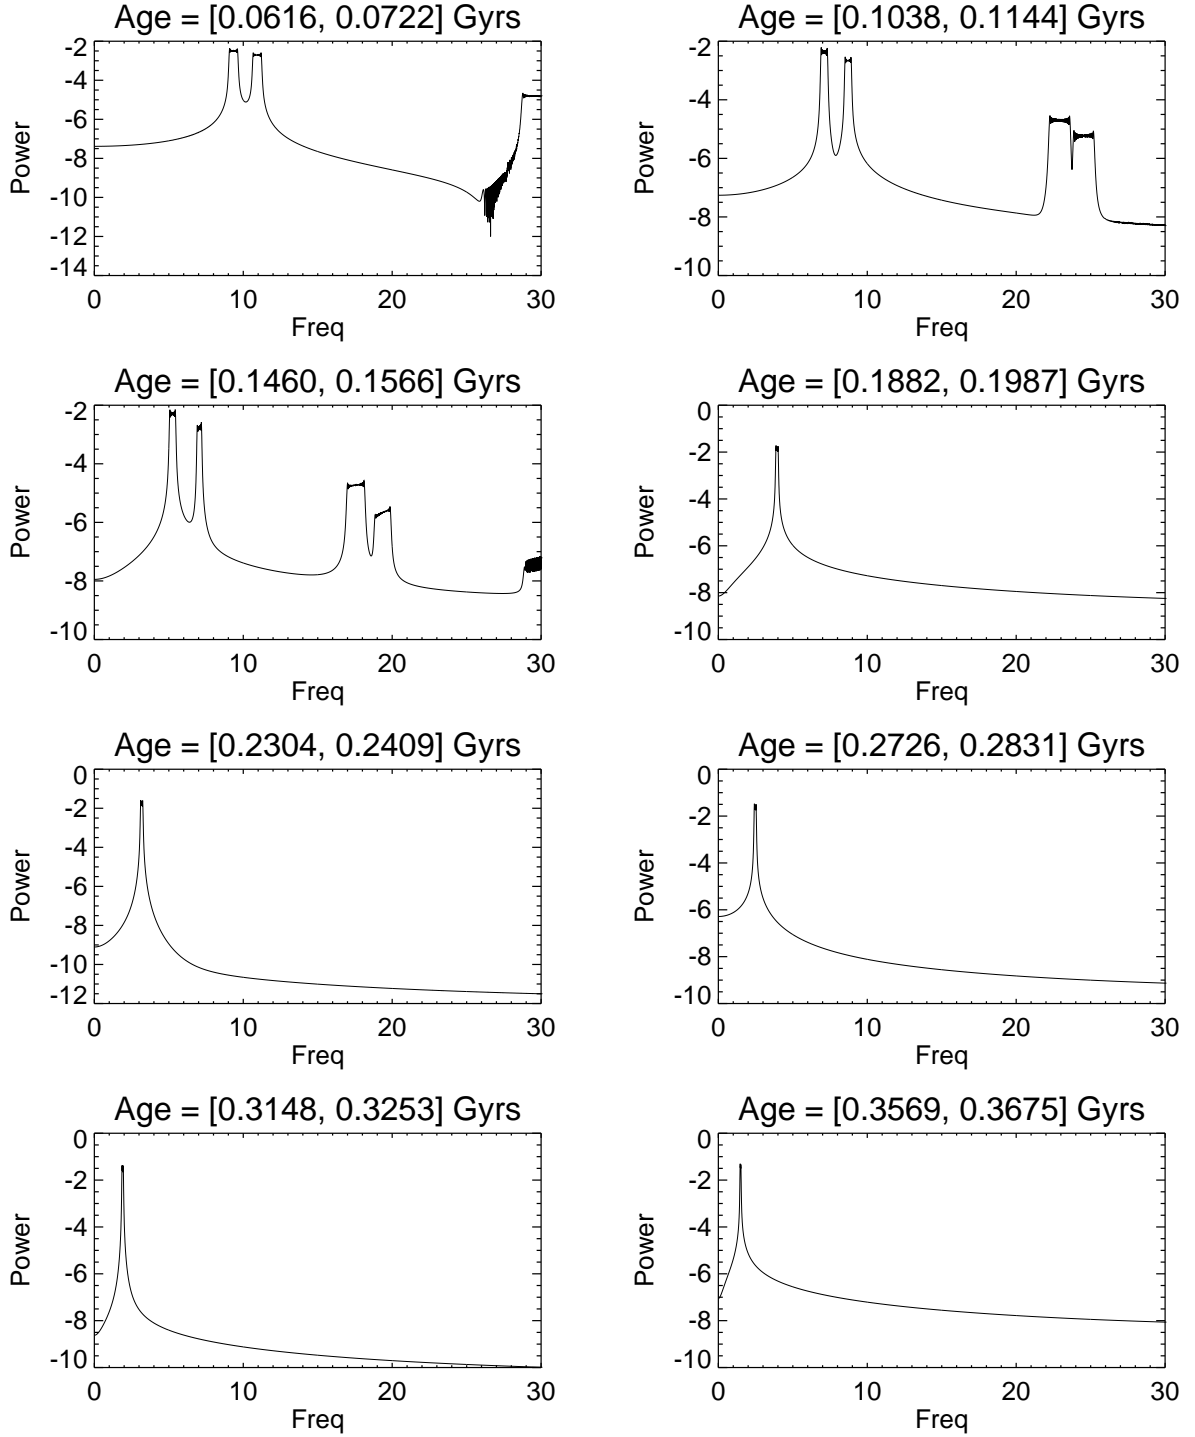 Age = [0.0616, 0.0722] Gyrs
-2
-4
-6
-8
-10
-12
-14
Power
0 10 20 30
Freq
Age = [0.1038, 0.1144] Gyrs
-2
-4
-6
-8
-10
Power
0 10 20 30
Freq
Age = [0.1460, 0.1566] Gyrs
-2
-4
-6
-8
-10
Power
0 10 20 30
Freq
Age = [0.1882, 0.1987] Gyrs
0
-2
-4
-6
-8
-10
Power
0 10 20 30
Freq
Age = [0.2304, 0.2409] Gyrs
0
-2
-4
-6
-8
-10
-12
Power
0 10 20 30
Freq
Age = [0.2726, 0.2831] Gyrs
0
-2
-4
-6
-8
-10
Power
0 10 20 30
Freq
Age = [0.3148, 0.3253] Gyrs
0
-2
-4
-6
-8
-10
Power
0 10 20 30
Freq
Age = [0.3569, 0.3675] Gyrs
0
-2
-4
-6
-8
-10
Power
0 10 20 30
Freq